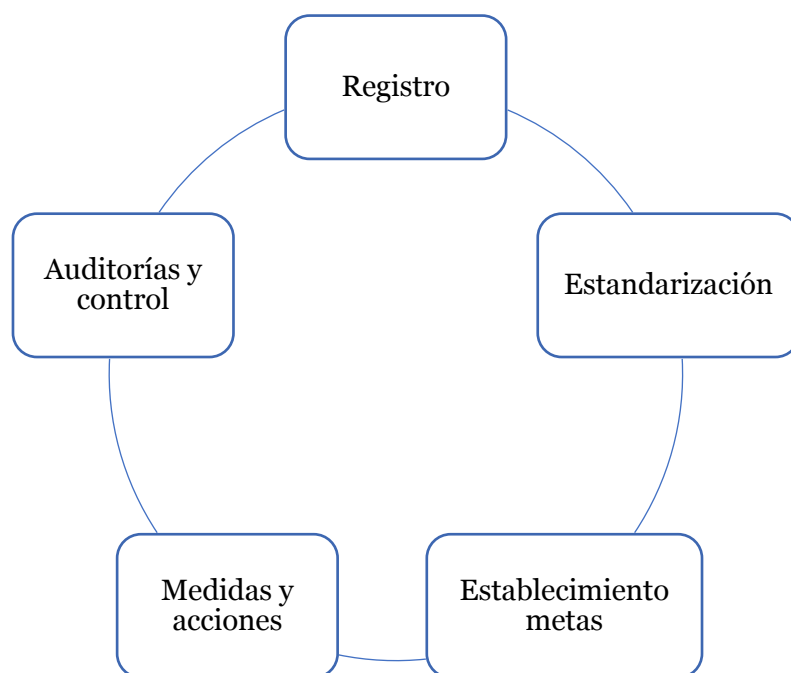 Registro
Estandarización
Establecimiento
metas
Medidas y
acciones
Auditorías y
control